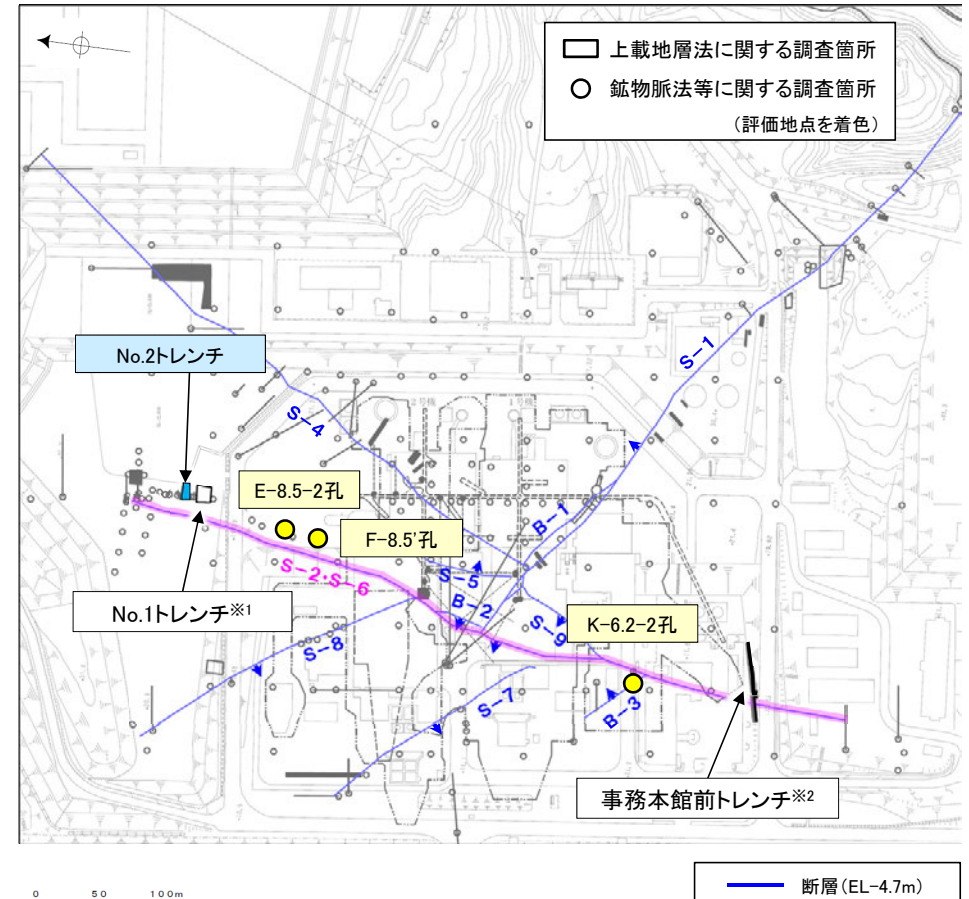 上載地層法に関する調査箇所
鉱物脈法等に関する調査箇所
(評価地点を着色)
No.2トレンチ
S-1
S-4
E-8.5-2孔
F-8.5'孔
B-1
S-2・S-6
S-5
No.1トレンチ※1
B-2
S-9
K-6.2-2孔
S-8
S-7
B-3
事務本館前トレンチ※2
0 50 100m
断層(EL-4.7m)